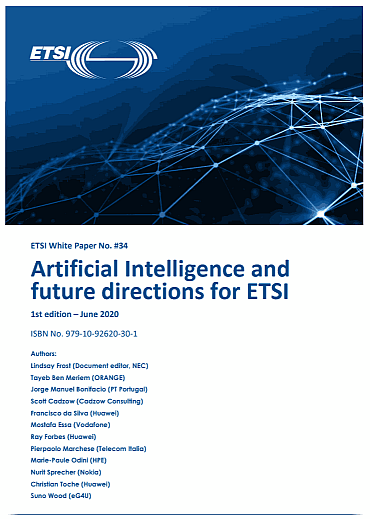 ETSI
ETSI White Paper No. #34
Artificial Intelligence and
future directions for ETSI
1st edition – June 2020
ISBN No. 979-10-92620-30-1
Authors:
Lindsay Frost (Document editor, NEC)
Tayeb Ben Meriem (ORANGE)
Jorge Manuel Bonifacio (PT Portugal)
Scott Cadzow (Cadzow Consulting)
Francisco da Silva (Huawei)
Mostafa Essa (Vodafone)
Ray Forbes (Huawei)
Pierpaolo Marchese (Telecom Italia)
Marie-Paule Odini (HPE)
Nurit Sprecher (Nokia)
Christian Toche (Huawei)
Suno Wood (eG4U)